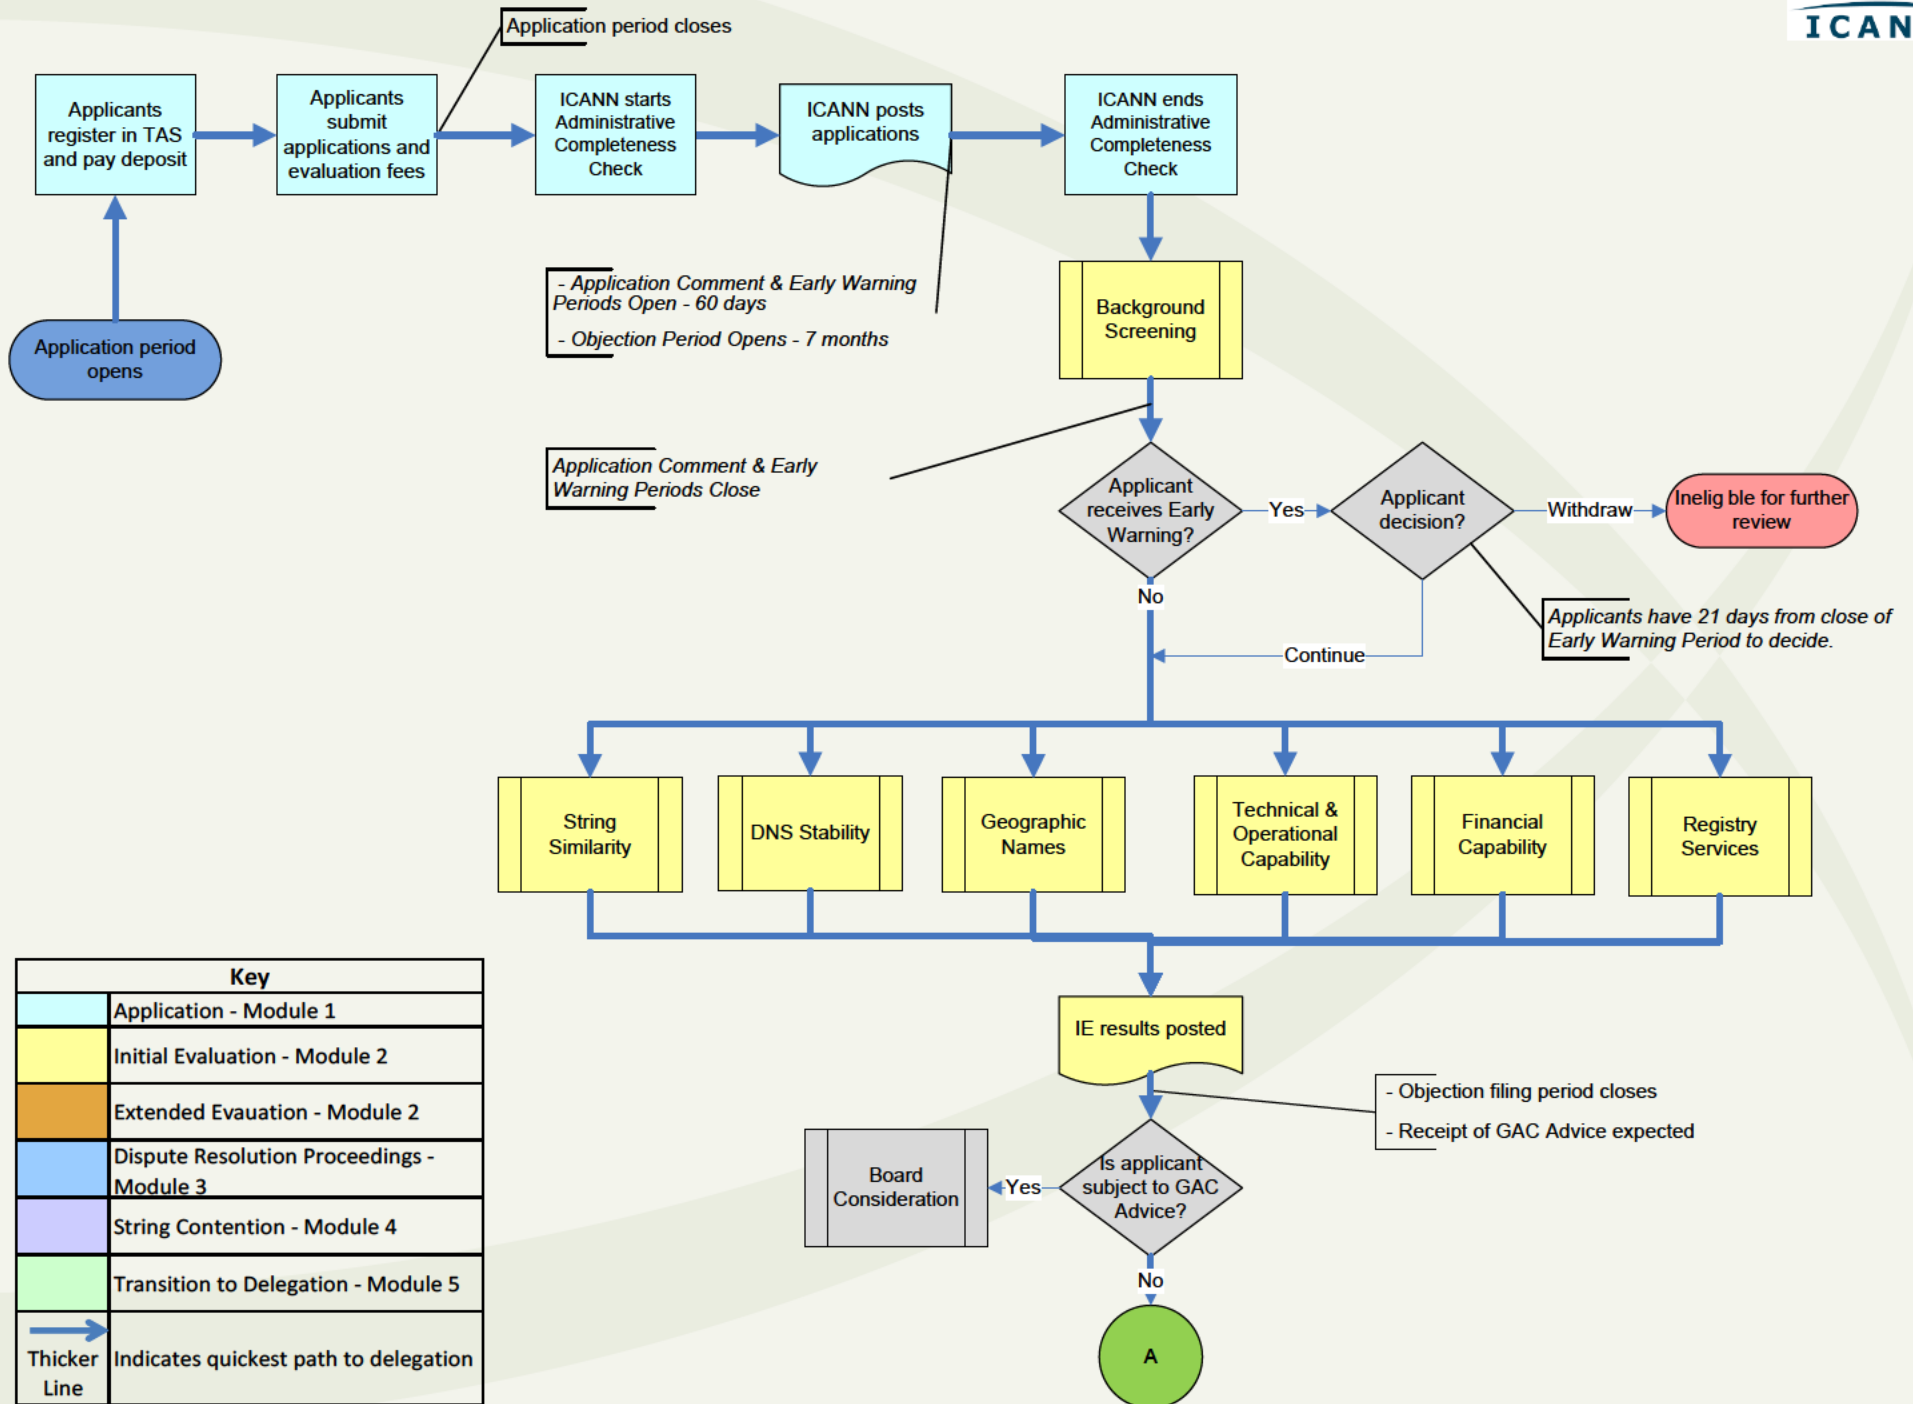 ICAN
Application period closes
Applicants
register in TAS
and pay deposit
Applicants
submit
applications and
evaluation fees
ICANN starts
Administrative
Completeness
Check
ICANN posts
applications
ICANN ends
Administrative
Completeness
Check
- Application Comment & Early Warning
Periods Open - 60 days
- Objection Period Opens - 7 months
Background
Screening
Application period
opens
Application Comment & Early
Warning Periods Close
Applicant
receives Early
Warning?
Yes
Applicant
decision?
Withdraw
Inelig ble for further
review
No
Applicants have 21 days from close of
Early Warning Period to decide.
Continue
String
Similarity
DNS Stability
Geographic
Names
Technical &
Operational
Capability
Financial
Capability
Registry
Services
IE results posted
- Objection filing period closes
- Receipt of GAC Advice expected
Board
Consideration
Yes
Is applicant
subject to GAC
Advice?
No
A
Key
Application - Module 1
Initial Evaluation - Module 2
Extended Evauation - Module 2
Dispute Resolution Proceedings -
Module 3
String Contention - Module 4
Transition to Delegation - Module 5
Thicker
Line
Indicates quickest path to delegation